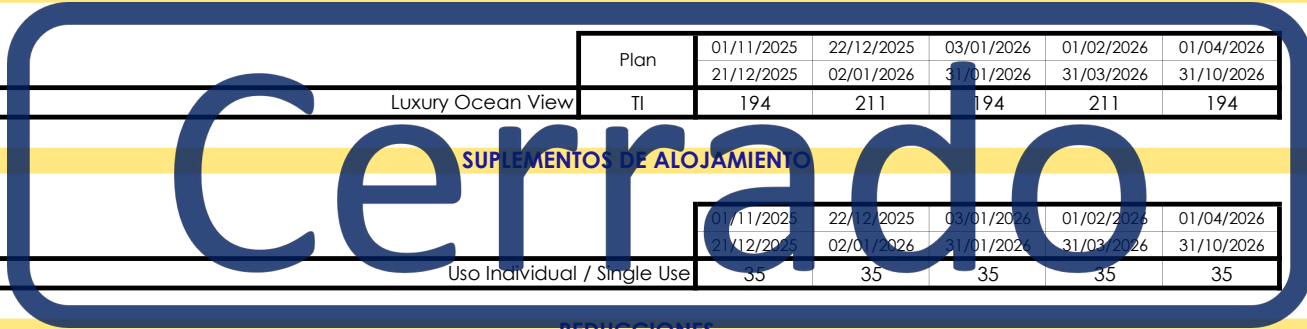 Plan 01/11/2025 22/12/2025 03/01/2026 01/02/2026 01/04/2026
21/12/2025 02/01/2026 31/01/2026 31/03/2026 31/10/2026
Luxury Ocean View TI 194 211 194 211 194
Cerrado
SUPLEMENTOS DE ALOJAMIENTO
01/11/2025 22/12/2025 03/01/2026 01/02/2026 01/04/2026
21/12/2025 02/01/2026 31/01/2026 31/03/2026 31/10/2026
Uso Individual / Single Use 35 35 35 35 35
REDUCCIONES